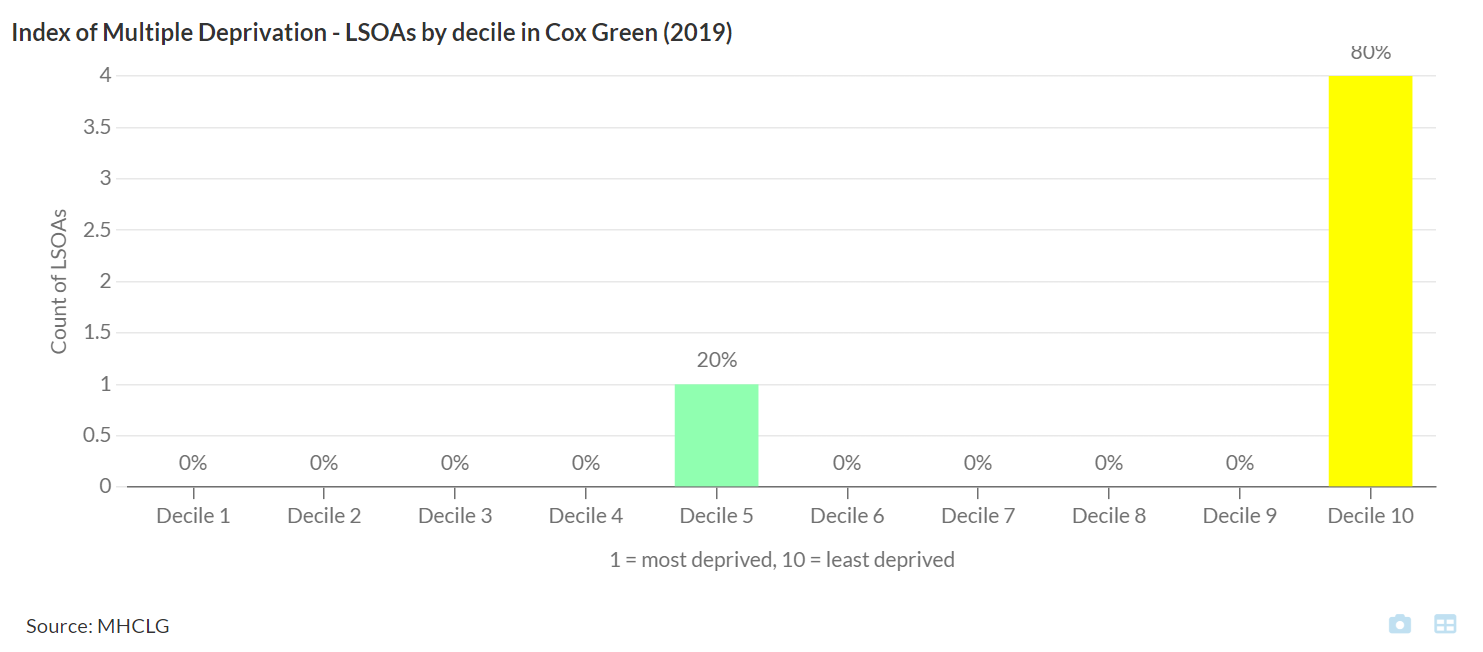 Index of Multiple Deprivation - LSOAs by decile in Cox Green (2019)
80%
4
3.5
3
2.5
2
1.5
1
0.5
0
Count of LSOAs
20%
0% 0% 0% 0% 0% 0% 0% 0%
Decile 1 Decile 2 Decile 3 Decile 4 Decile 5 Decile 6 Decile 7 Decile 8 Decile 9 Decile 10
1 = most deprived, 10 = least deprived
Source: MHCLG